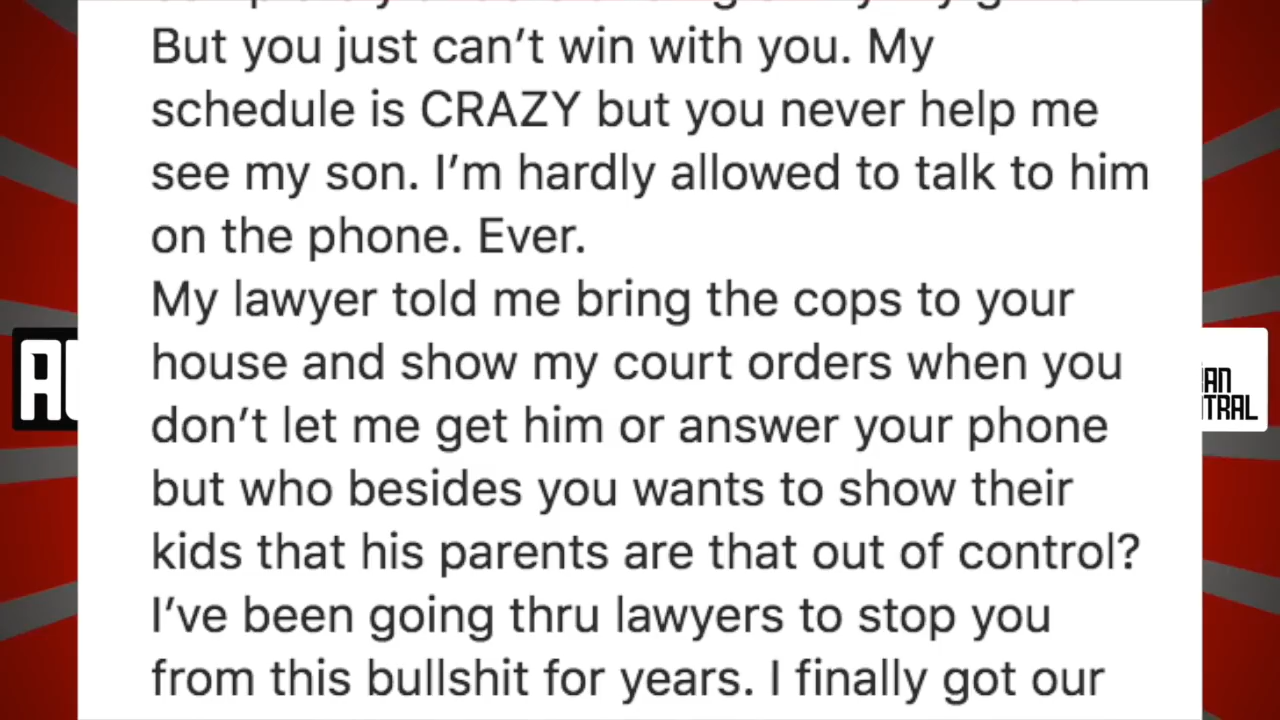 But you just can’t win with you. My
schedule is CRAZY but you never help me
see my son. I’m hardly allowed to talk to him
on the phone. Ever.
My lawyer told me bring the cops to your
house and show my court orders when you
don’t let me get him or answer your phone
but who besides you wants to show their
kids that his parents are that out of control?
I’ve been going thru lawyers to stop you
from this bullshit for years. I finally got our